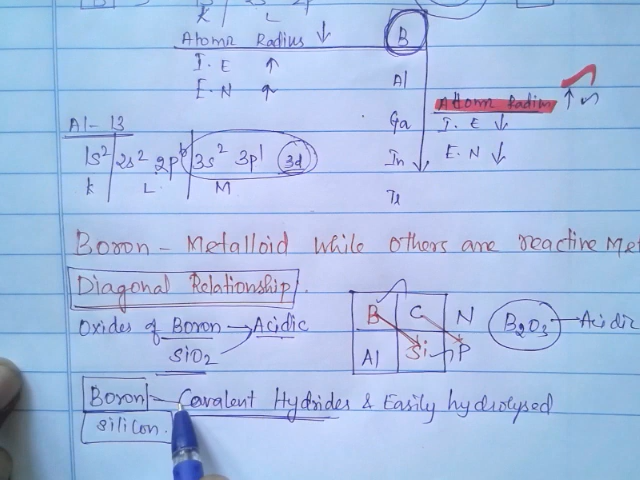 K L
Atomic Radius ↓ B
I. E ↑
E. N ↑
Al
Atomic Radius ↑
Ga I. E ↓
Al - 13
In E. N ↓
1s² 2s² 2p⁶ 3s² 3p¹ 3d
K L M
Tl
Boron - Metalloid while others are reactive Met
Diagonal Relationship.
Oxides of Boron → Acidic
SiO₂
B C N B₂O₃ → Acidic
Al Si P
Boron - Covalent Hydrides & Easily hydrolysed
Silicon.